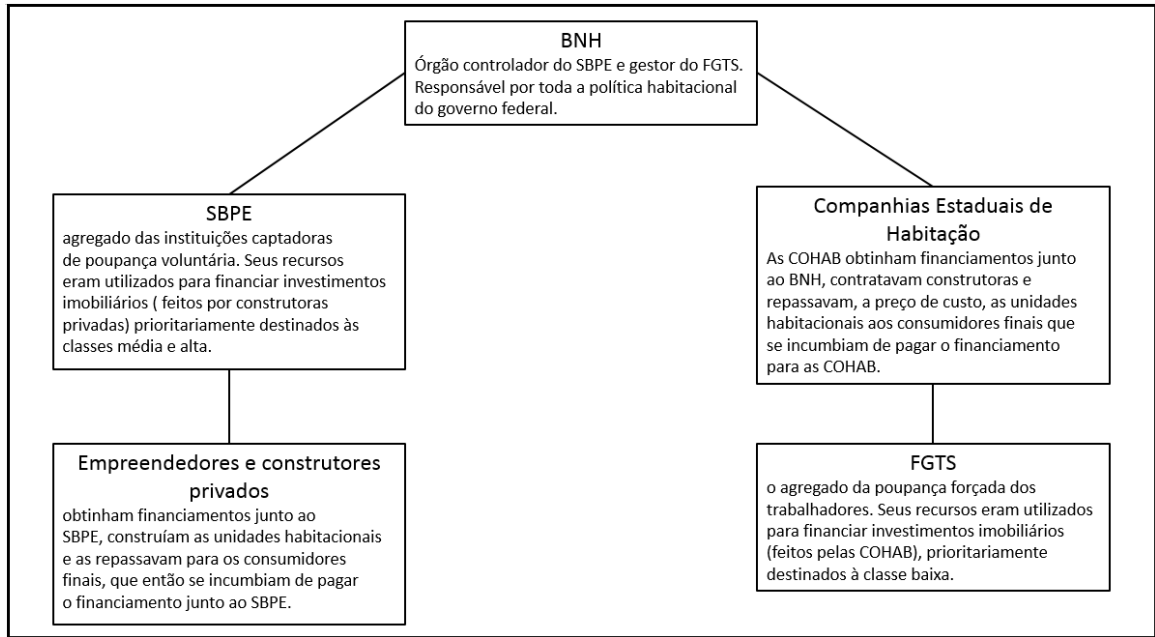 BNH
Órgão controlador do SBPE e gestor do FGTS.
Responsável por toda a política habitacional
do governo federal.
SBPE
agregado das instituições captadoras
de poupança voluntária. Seus recursos
eram utilizados para financiar investimentos
imobiliários ( feitos por construtoras
privadas) prioritariamente destinados às
classes média e alta.
Companhias Estaduais de
Habitação
As COHAB obtinham financiamentos junto
ao BNH, contratavam construtoras e
repassavam, a preço de custo, as unidades
habitacionais aos consumidores finais que
se incumbiam de pagar o financiamento
para as COHAB.
Empreendedores e construtores
privados
obtinham financiamentos junto ao
SBPE, construíam as unidades habitacionais
e as repassavam para os consumidores
finais, que então se incumbiam de pagar
o financiamento junto ao SBPE.
FGTS
o agregado da poupança forçada dos
trabalhadores. Seus recursos eram utilizados
para financiar investimentos imobiliários
(feitos pelas COHAB), prioritariamente
destinados à classe baixa.